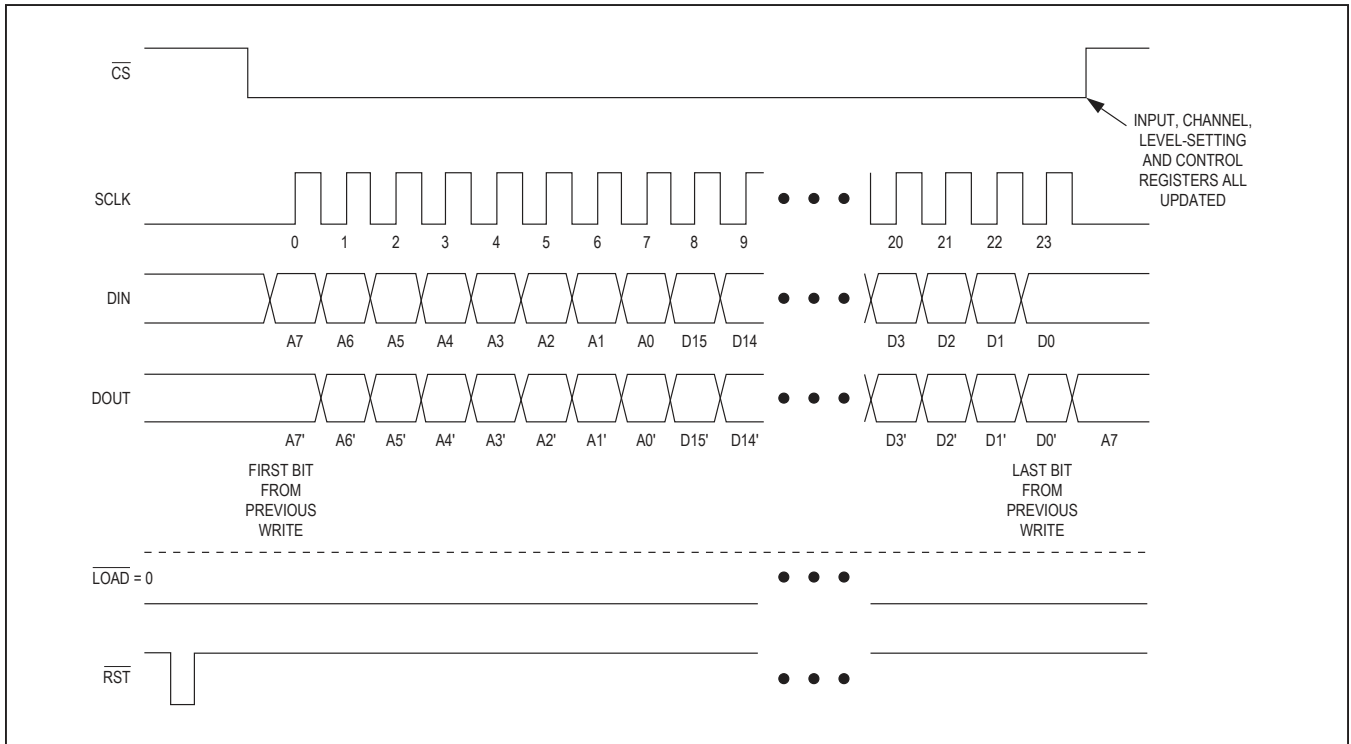 CS
INPUT, CHANNEL,
LEVEL-SETTING
AND CONTROL
REGISTERS ALL
UPDATED
SCLK
0 1 2 3 4 5 6 7 8 9 20 21 22 23
DIN
A7 A6 A5 A4 A3 A2 A1 A0 D15 D14 D3 D2 D1 D0
DOUT
A7' A6' A5' A4' A3' A2' A1' A0' D15' D14' D3' D2' D1' D0' A7
FIRST BIT
FROM
PREVIOUS
WRITE
LAST BIT
FROM
PREVIOUS
WRITE
LOAD = 0
RST